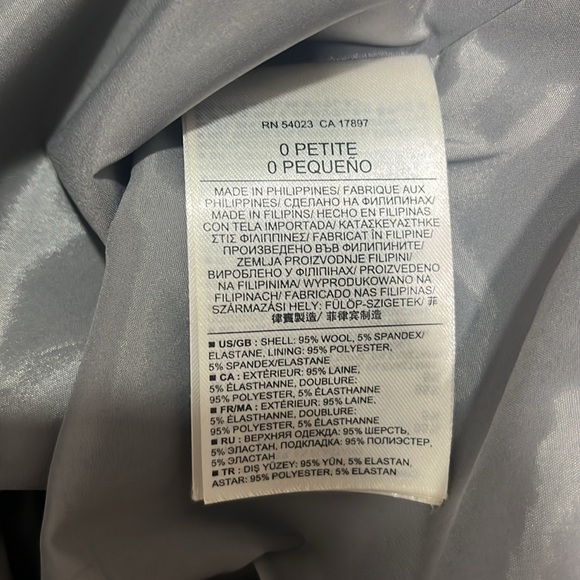 RN 54023 CA 17897
0 PETITE
0 PEQUEÑO
MADE IN PHILIPPINES/ FABRIQUE AUX
PHILIPPINES/ СДЕЛАНО НА ФИЛИПИНАХ/
MADE IN FILIPINS/ HECHO EN FILIPINAS
CON TELA IMPORTADA/ ΚΑΤΑΣΚΕΥΑΣΤΗΚΕ
ΣΤΙΣ ΦΙΛΙΠΠΙΝΕΣ/ FABRICAT ÎN FILIPINE/
ПРОИЗВЕДЕНО ВЪВ ФИЛИПИНИТЕ/
ZEMLJA PROIZVODNJE FILIPINI/
ВИРОБЛЕНО У ФІЛІПІНАХ/ PROIZVEDENO
NA FILIPINIMA/ WYPRODUKOWANO NA
FILIPINACH/ FABRICADO NAS FILIPINAS/
SZÁRMAZÁSI HELY: FÜLÖP-SZIGETEK/ 菲
律賓製造/ 菲律宾制造
■ US/GB : SHELL: 95% WOOL, 5% SPANDEX/
ELASTANE, LINING: 95% POLYESTER,
5% SPANDEX/ELASTANE
■ CA : EXTÉRIEUR: 95% LAINE,
5% ÉLASTHANNE, DOUBLURE:
95% POLYESTER, 5% ÉLASTHANNE
■ FR/MA : EXTÉRIEUR: 95% LAINE,
5% ÉLASTHANNE, DOUBLURE:
95% POLYESTER, 5% ÉLASTHANNE
■ RU : ВЕРХНЯЯ ОДЕЖДА: 95% ШЕРСТЬ,
5% ЭЛАСТАН, ПОДКЛАДКА: 95% ПОЛИЭСТЕР,
5% ЭЛАСТАН
■ TR : DIŞ YÜZEY: 95% YÜN, 5% ELASTAN,
ASTAR: 95% POLYESTER, 5% ELASTAN